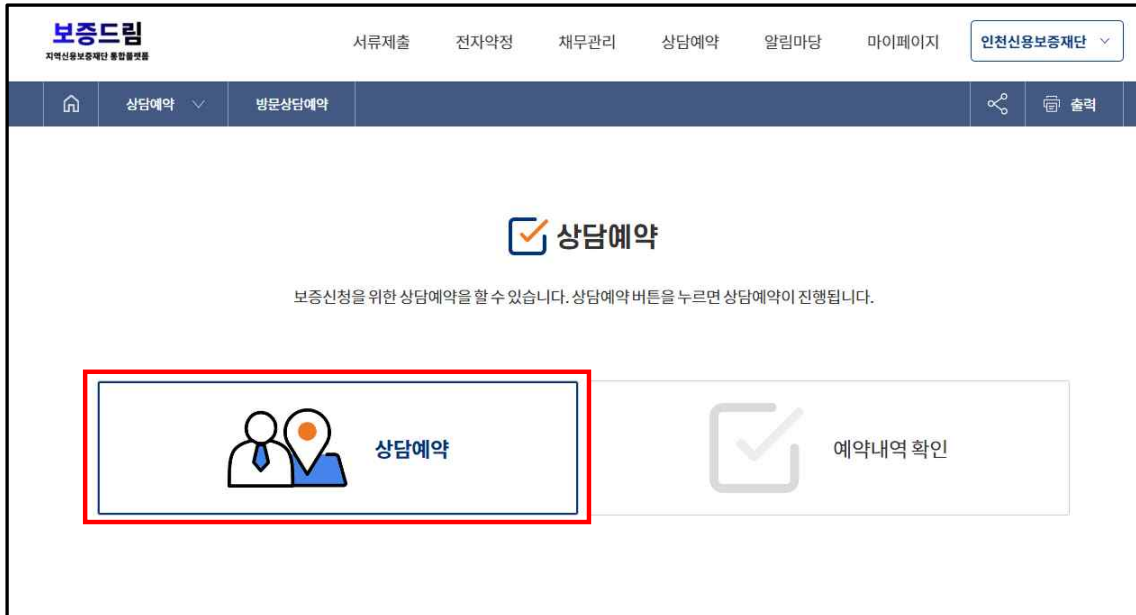 보증드림
지역신용보증재단 통합플랫폼
서류제출 전자약정 채무관리 상담예약 알림마당 마이페이지 인천신용보증재단
상담예약 방문상담예약 출력
상담예약
보증신청을 위한 상담예약을 할 수 있습니다. 상담예약 버튼을 누르면 상담예약이 진행됩니다.
상담예약 예약내역 확인